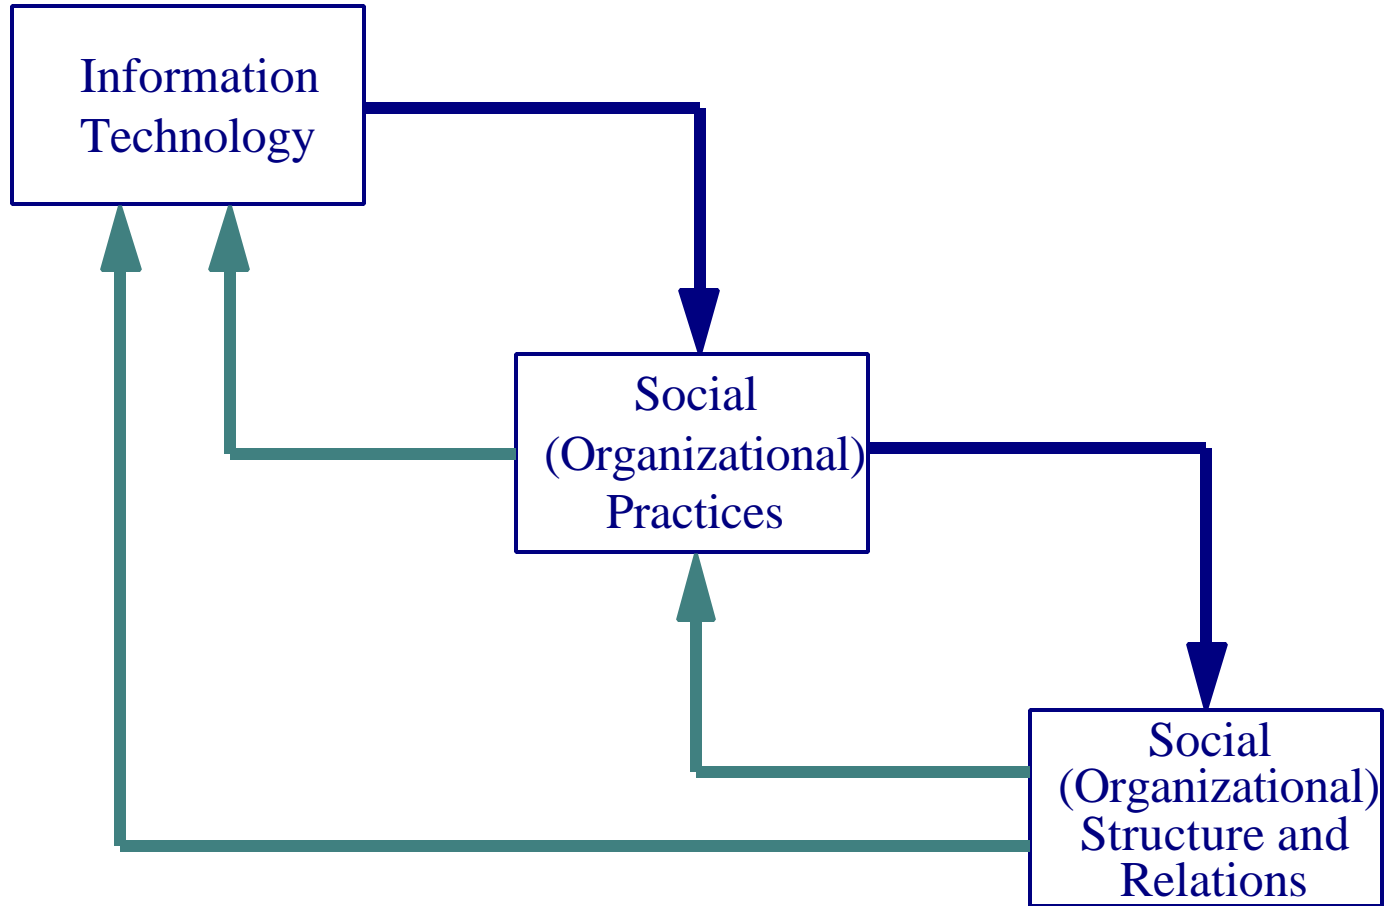 Information
Technology
Social
(Organizational)
Practices
Social
(Organizational)
Structure and
Relations